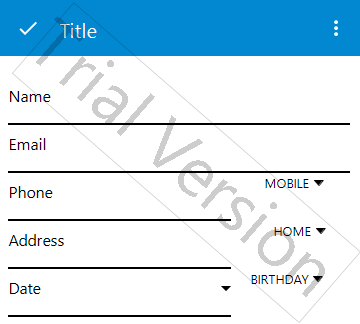 Title
Name
Email
Phone
MOBILE
Address
HOME
Date
BIRTHDAY
Trial Version